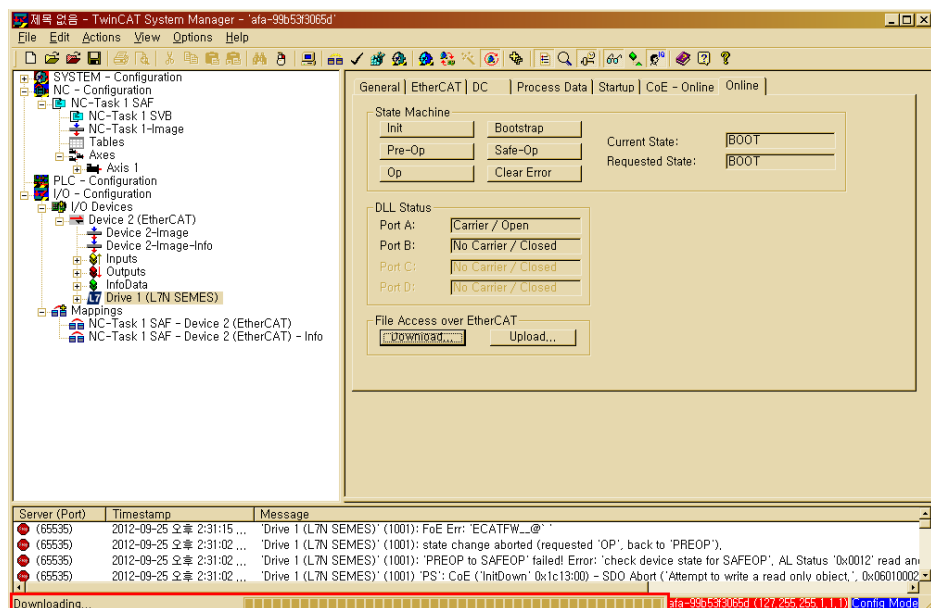 제목 없음 - TwinCAT System Manager - 'afa-99b53f3065d'
File Edit Actions View Options Help
SYSTEM - Configuration
NC - Configuration
NC-Task 1 SAF
NC-Task 1 SVB
NC-Task 1-Image
Tables
Axes
Axis 1
PLC - Configuration
I/O - Configuration
I/O Devices
Device 2 (EtherCAT)
Device 2-Image
Device 2-Image-Info
Inputs
Outputs
InfoData
L7 Drive 1 (L7N SEMES)
Mappings
NC-Task 1 SAF - Device 2 (EtherCAT)
NC-Task 1 SAF - Device 2 (EtherCAT) - Info
General EtherCAT DC Process Data Startup CoE - Online Online
State Machine
Init Bootstrap
Pre-Op Safe-Op
Op Clear Error
Current State: BOOT
Requested State: BOOT
DLL Status
Port A: Carrier / Open
Port B: No Carrier / Closed
Port C: No Carrier / Closed
Port D: No Carrier / Closed
File Access over EtherCAT
Download... Upload...
Server (Port) Timestamp Message
(65535) 2012-09-25 오후 2:31:15 ... 'Drive 1 (L7N SEMES)' (1001): FoE Err: 'ECATFW__@` '
(65535) 2012-09-25 오후 2:31:02 ... 'Drive 1 (L7N SEMES)' (1001): state change aborted (requested 'OP', back to 'PREOP').
(65535) 2012-09-25 오후 2:31:02 ... 'Drive 1 (L7N SEMES)' (1001): 'PREOP to SAFEOP' failed! Error: 'check device state for SAFEOP', AL Status '0x0012' read and
(65535) 2012-09-25 오후 2:31:02 ... 'Drive 1 (L7N SEMES)' (1001) 'PS': CoE ('InitDown' 0x1c13:00) - SDO Abort ('Attempt to write a read only object.', 0x06010002
Downloading... afa-99b53f3065d (127.255.255.1.1.1) Config Mode